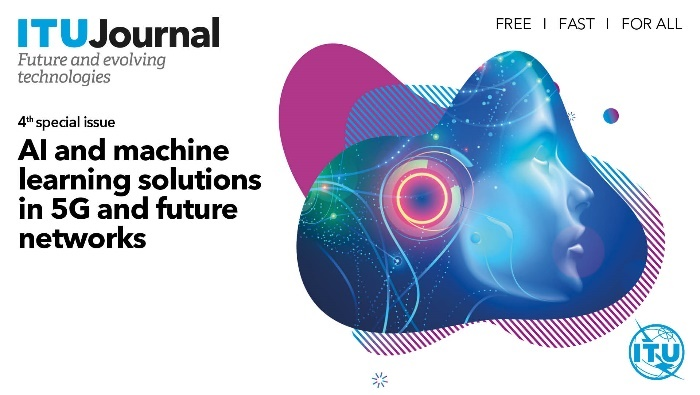 ITUJournal
FREE I FAST I FOR ALL
Future and evolving
technologies
4th special issue
AI and machine
learning solutions
in 5G and future
networks
ITU